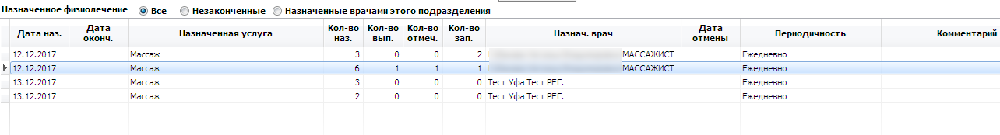 Назначенное физиолечение Все Незаконченные Назначенные врачами этого подразделения
Дата наз. Дата оконч. Назначенная услуга Кол-во наз. Кол-во вып. Кол-во отмеч. Кол-во зап. Назнач. врач Дата отмены Периодичность Комментарий
12.12.2017 Массаж 3 0 0 2 МАССАЖИСТ Ежедневно
12.12.2017 Массаж 6 1 1 1 МАССАЖИСТ Ежедневно
13.12.2017 Массаж 3 0 0 0 Тест Уфа Тест РЕГ. Ежедневно
13.12.2017 Массаж 2 0 0 0 Тест Уфа Тест РЕГ. Ежедневно